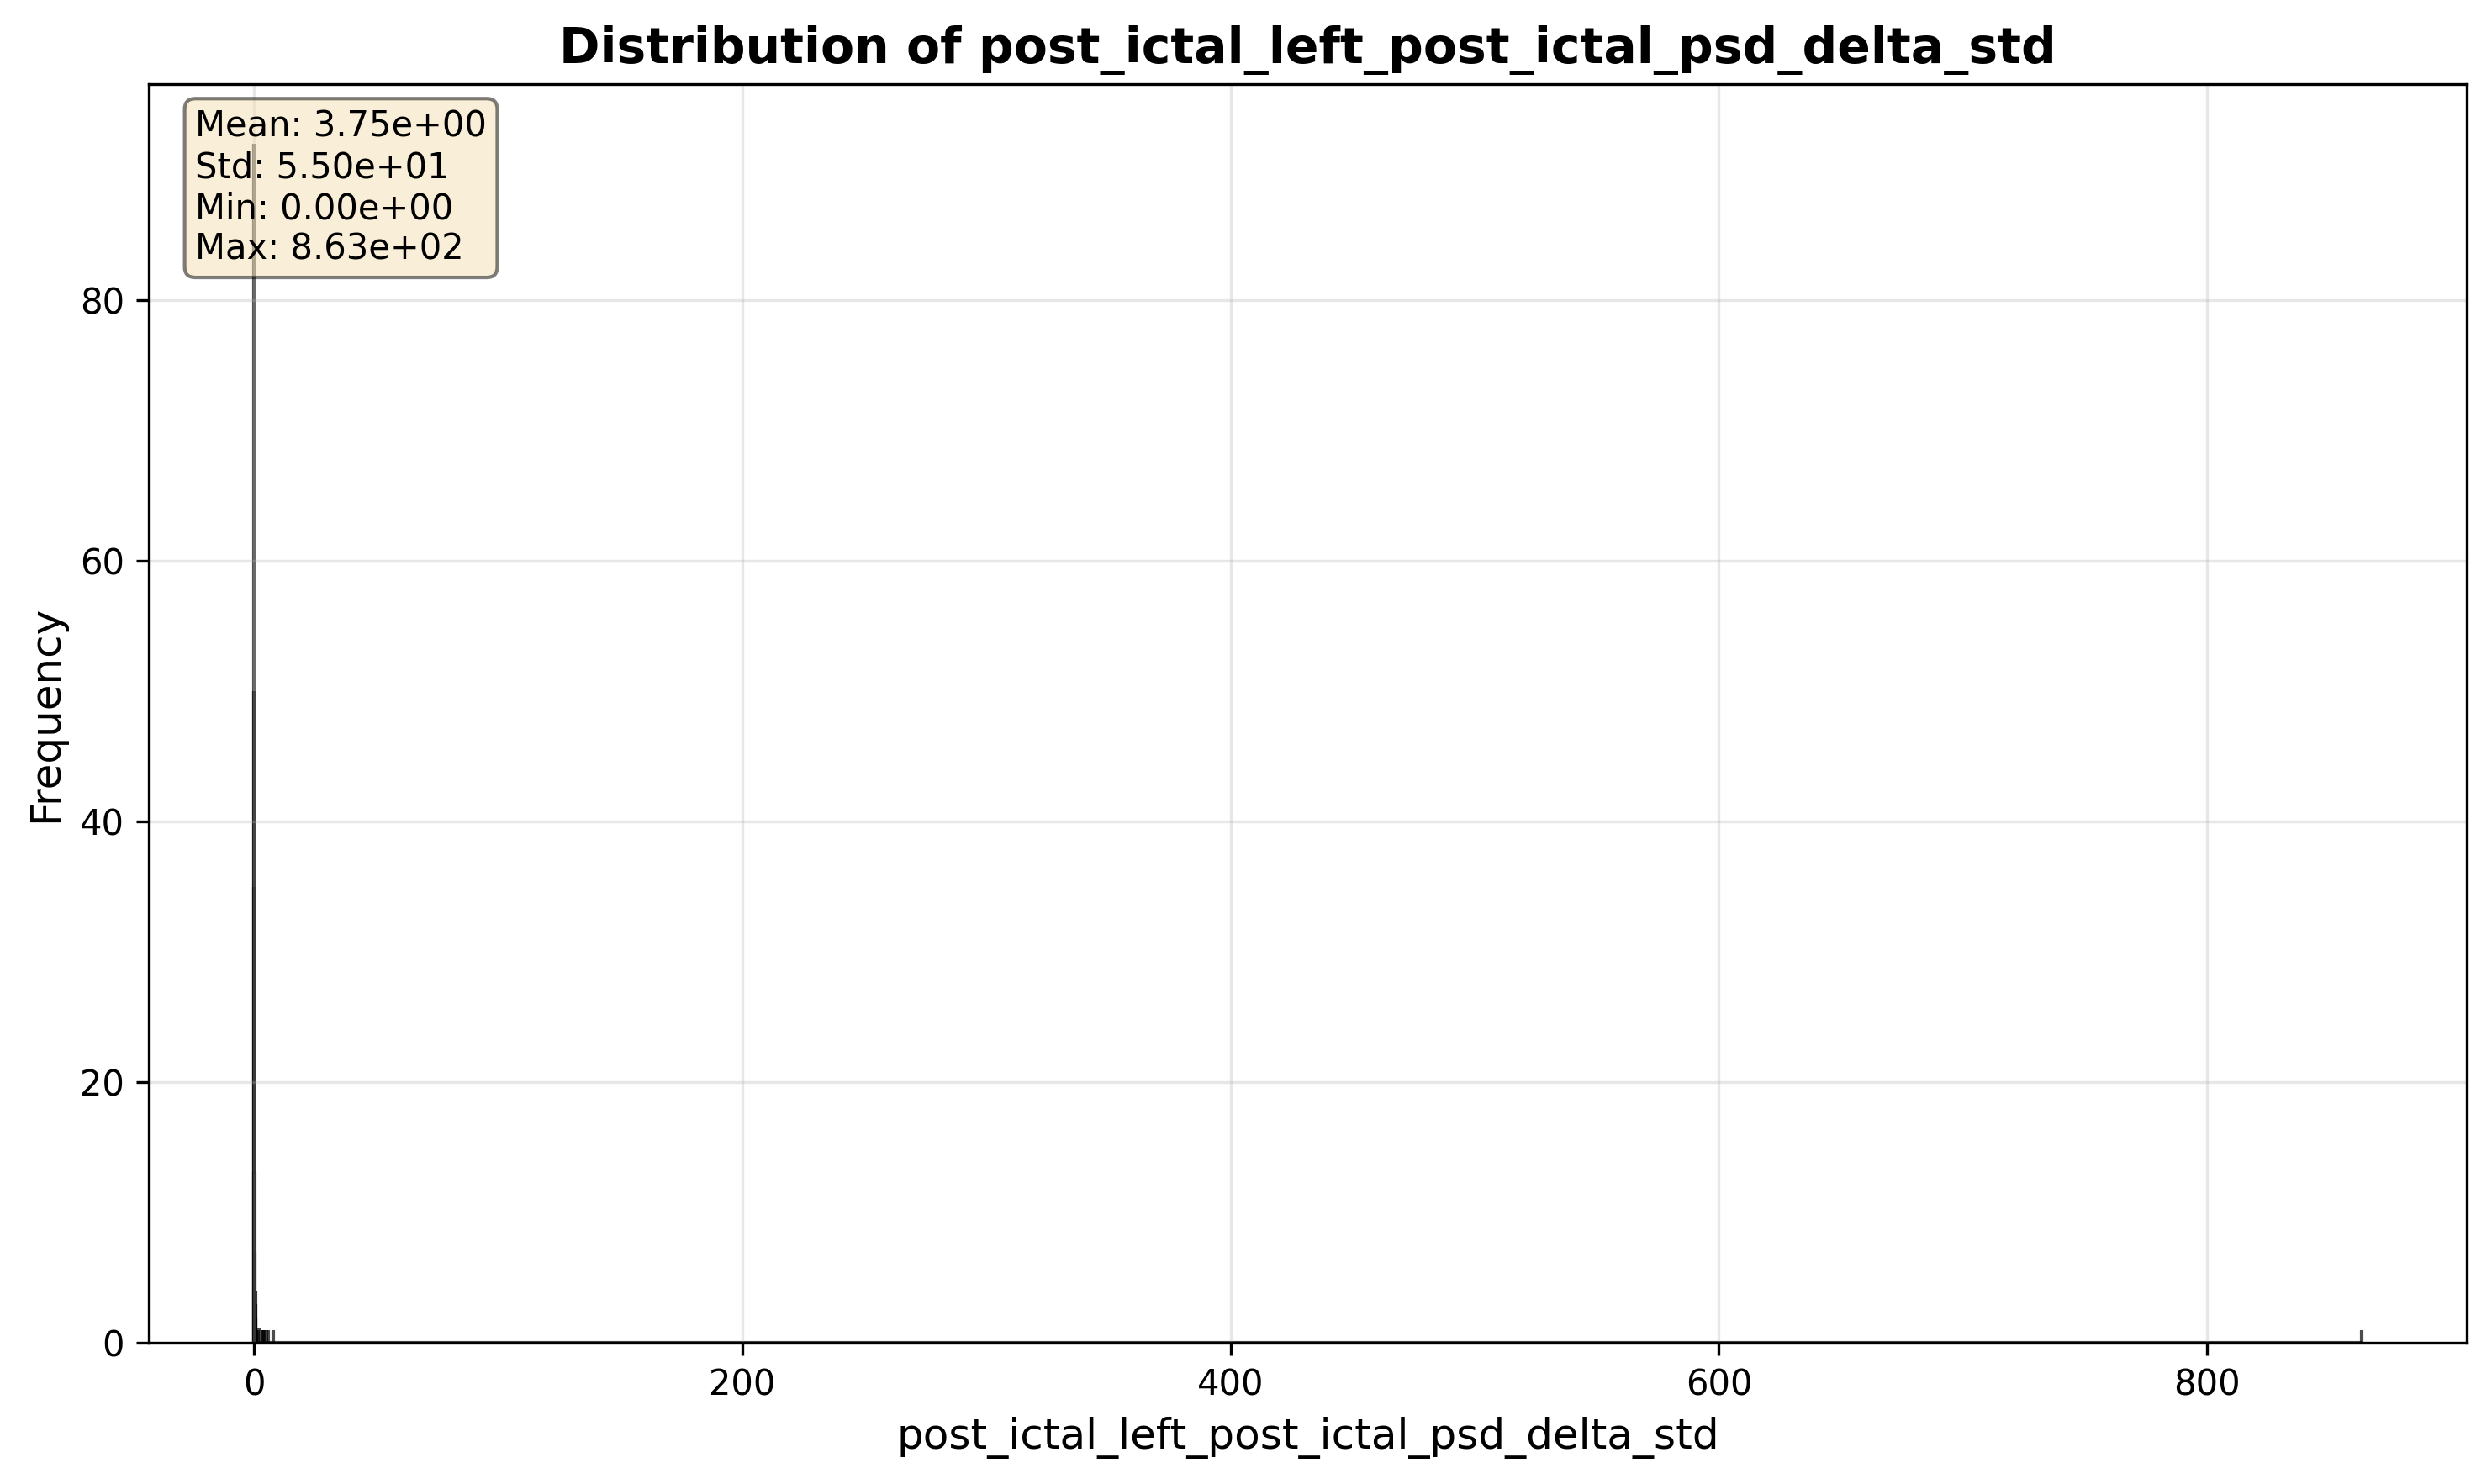 Distribution of post_ictal_left_post_ictal_psd_delta_std
Mean: 3.75e+00
Std: 5.50e+01
Min: 0.00e+00
Max: 8.63e+02
80
60
40
20
0
Frequency
0 200 400 600 800
post_ictal_left_post_ictal_psd_delta_std